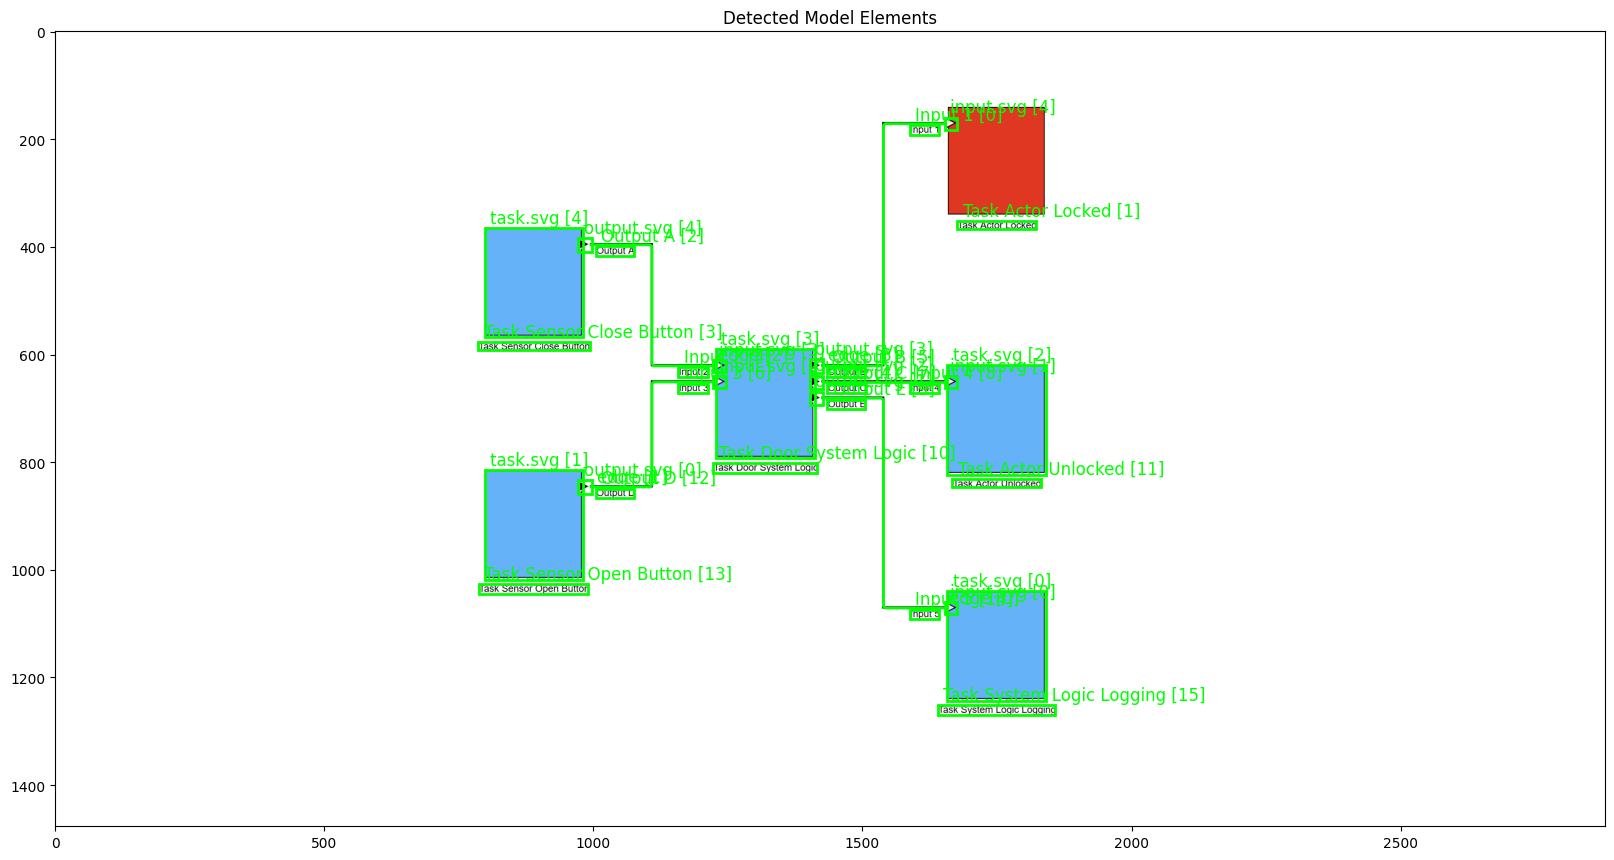 Detected Model Elements
input.svg [4]
Input 1 [0]
Input 1
Task Actor Locked [1]
Task Actor Locked
task.svg [4]
output.svg [4]
Output A [2]
Output A
Task Sensor Close Button [3]
Task Sensor Close Button
task.svg [3]
output.svg [3]
Input 2
Input 3
Output E
Task Door System Logic [10]
Task Door System Logic
task.svg [2]
Input 4
Task Actor Unlocked [11]
Task Actor Unlocked
task.svg [1]
output.svg [0]
Output D
Task Sensor Open Button [13]
Task Sensor Open Button
task.svg [0]
Input 5
Task System Logic Logging [15]
Task System Logic Logging
0
200
400
600
800
1000
1200
1400
0
500
1000
1500
2000
2500